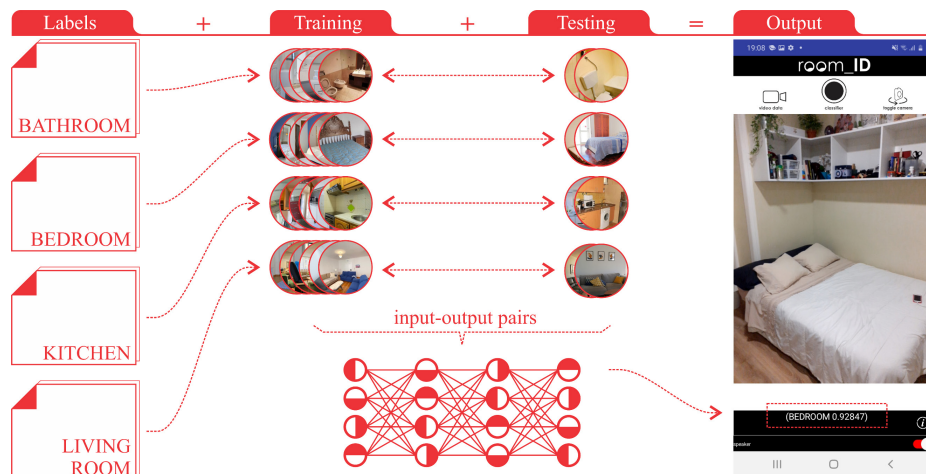 Labels + Training + Testing = Output
BATHROOM
BEDROOM
KITCHEN
LIVING
ROOM
input-output pairs
19:08
room_ID
video data
classifier
toggle camera
(BEDROOM 0.92847)
i
speaker